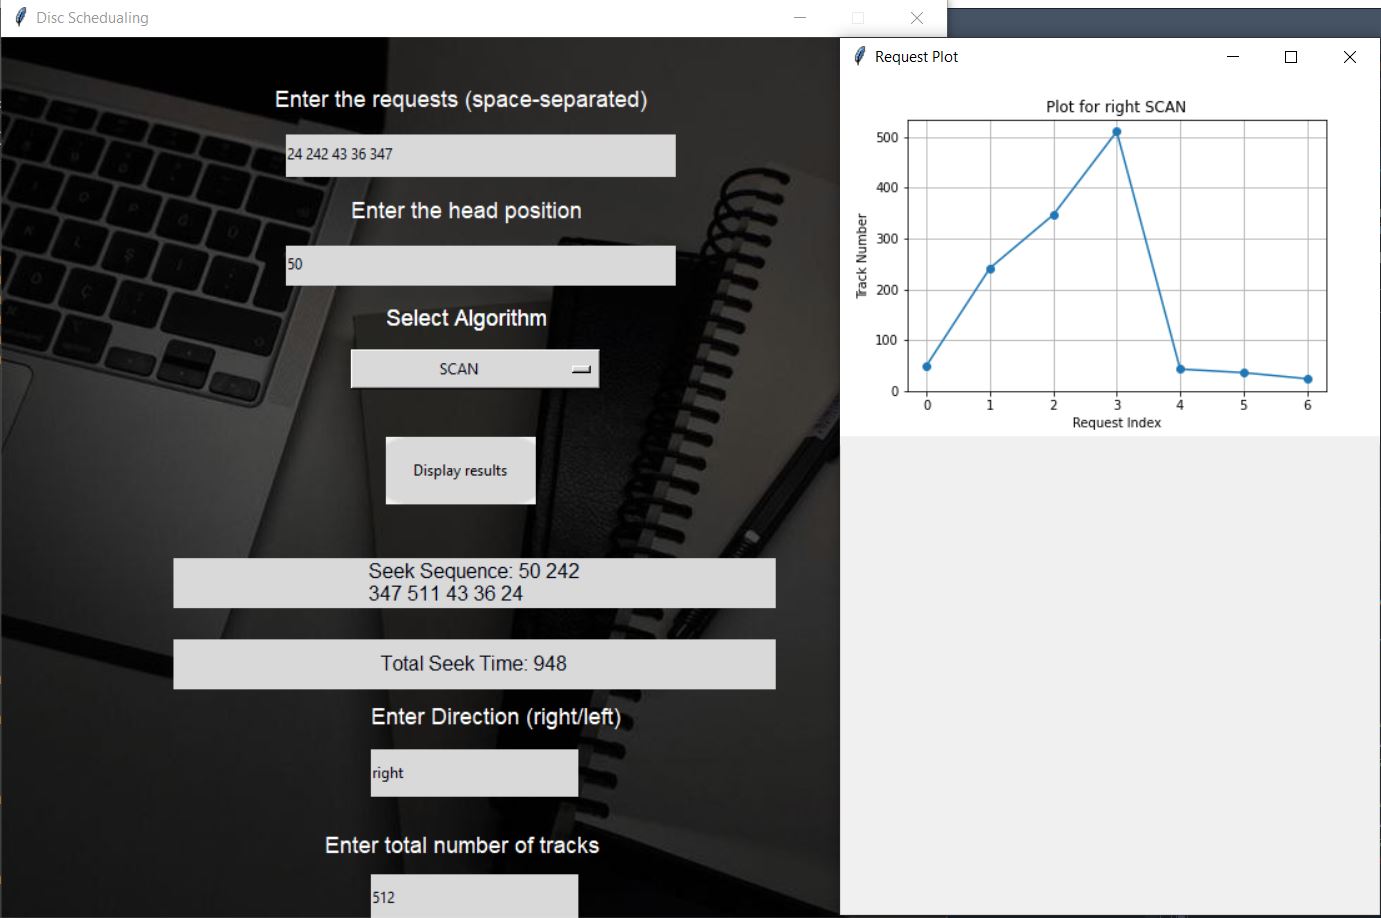 Disc Schedualing
Enter the requests (space-separated)
24 242 43 36 347
Enter the head position
50
Select Algorithm
SCAN
Display results
Seek Sequence: 50 242
347 511 43 36 24
Total Seek Time: 948
Enter Direction (right/left)
right
Enter total number of tracks
512
Request Plot
Plot for right SCAN
Track Number
500
400
300
200
100
0
0 1 2 3 4 5 6
Request Index